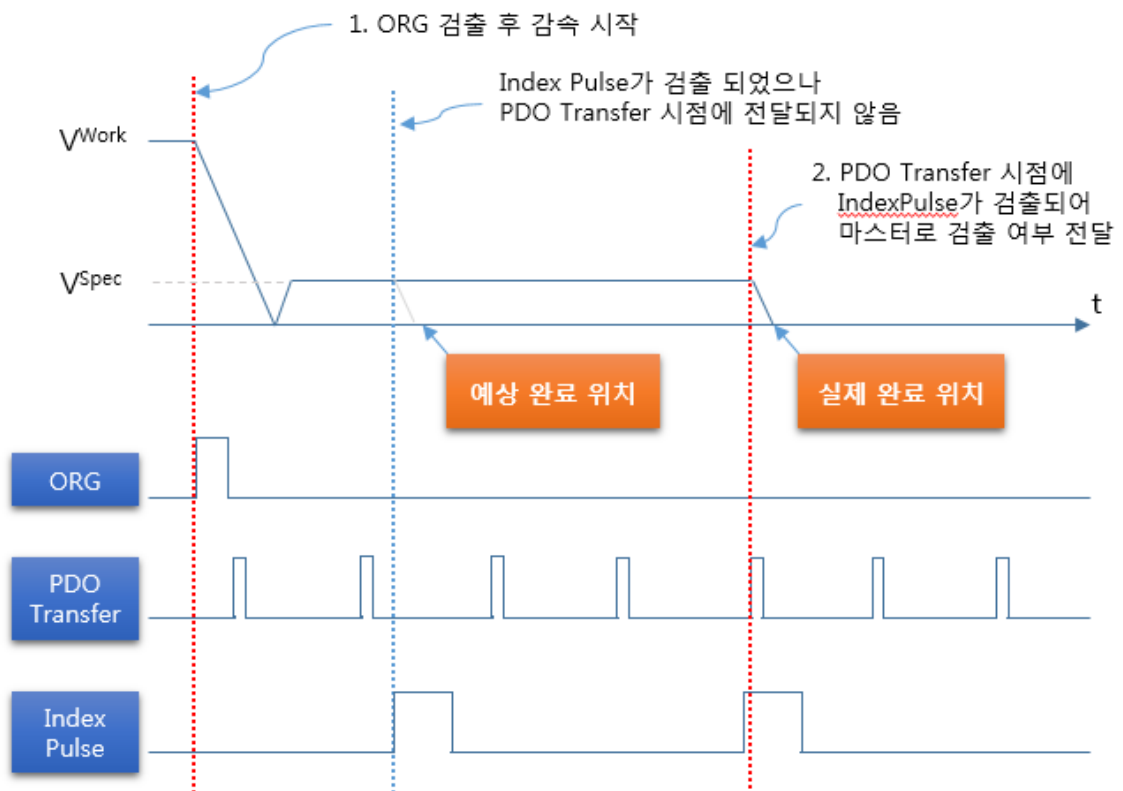 1. ORG 검출 후 감속 시작
Index Pulse가 검출 되었으나
PDO Transfer 시점에 전달되지 않음
VWork
2. PDO Transfer 시점에
IndexPulse가 검출되어
마스터로 검출 여부 전달
VSpec
t
예상 완료 위치
실제 완료 위치
ORG
PDO
Transfer
Index
Pulse